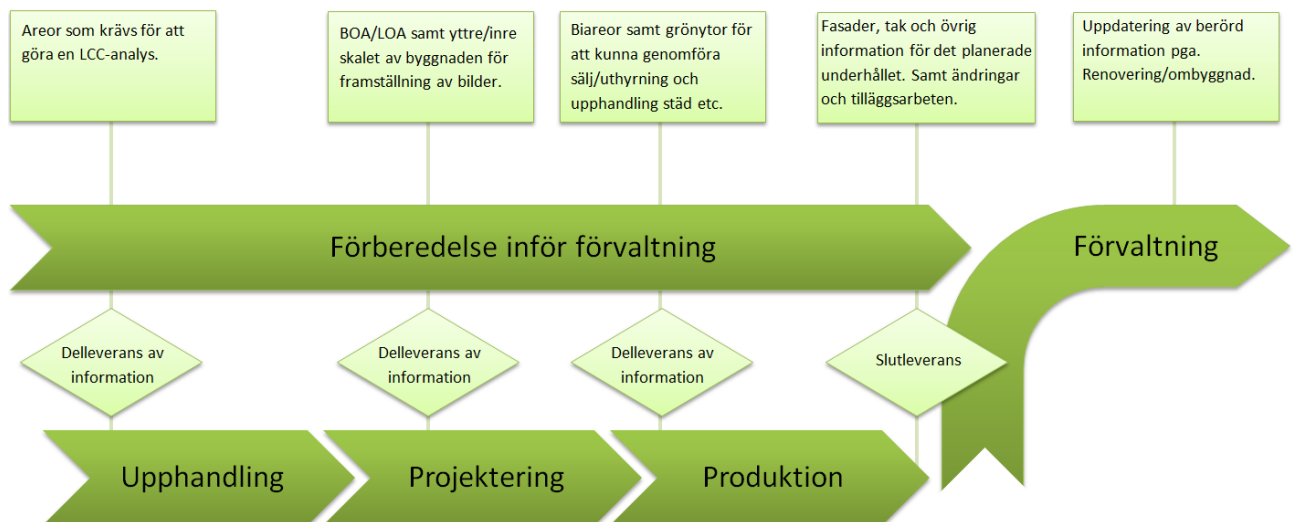 Areor som krävs för att
göra en LCC-analys.
BOA/LOA samt yttre/inre
skalet av byggnaden för
framställning av bilder.
Biareor samt grönytor för
att kunna genomföra
sälj/uthyrning och
upphandling städ etc.
Fasader, tak och övrig
information för det planerade
underhållet. Samt ändringar
och tilläggsarbeten.
Uppdatering av berörd
information pga.
Renovering/ombyggnad.
Förberedelse inför förvaltning
Förvaltning
Delleverans av
information
Delleverans av
information
Delleverans av
information
Slutleverans
Upphandling
Projektering
Produktion